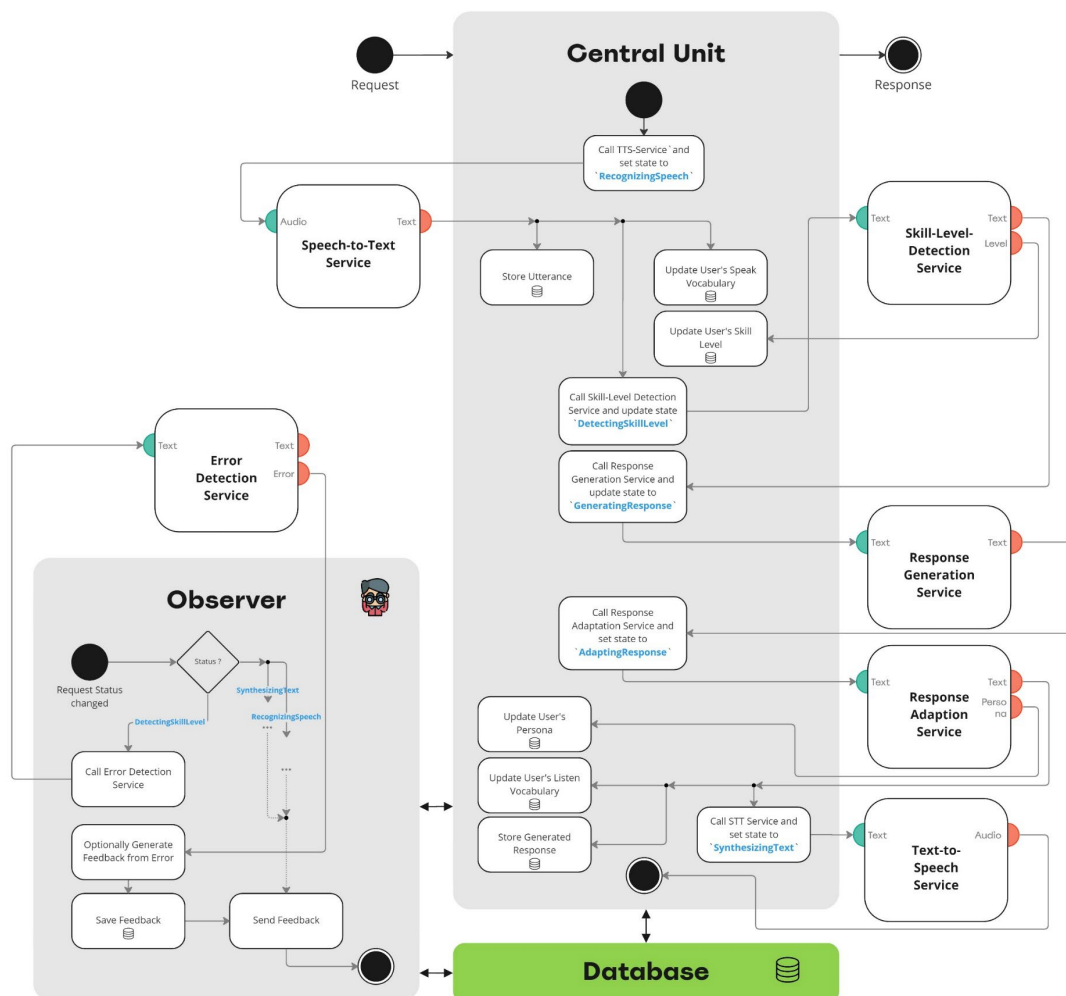 Central Unit
Request
Response
Call TTS-Service`and
set state to
`RecognizingSpeech`
Audio
Text
Speech-to-Text
Service
Text
Text
Level
Skill-Level-
Detection
Service
Store Utterance
Update User's Speak
Vocabulary
Update User's Skill
Level
Call Skill-Level Detection
Service and update state
`DetectingSkillLevel`
Text
Text
Error
Error
Detection
Service
Call Response
Generation Service and
update state to
`GeneratingResponse`
Text
Text
Response
Generation
Service
Observer
Call Response
Adaptation Service and
set state to
`AdaptingResponse`
Status ?
Request Status
changed
SynthesizingText
RecognizingSpeech
DetectingSkillLevel
...
...
Text
Text
Perso
na
Response
Adaption
Service
Update User's
Persona
Call Error Detection
Service
Update User's Listen
Vocabulary
Call STT Service and
set state to
`SynthesizingText`
Text
Audio
Text-to-
Speech
Service
Optionally Generate
Feedback from Error
Store Generated
Response
Save Feedback
Send Feedback
Database